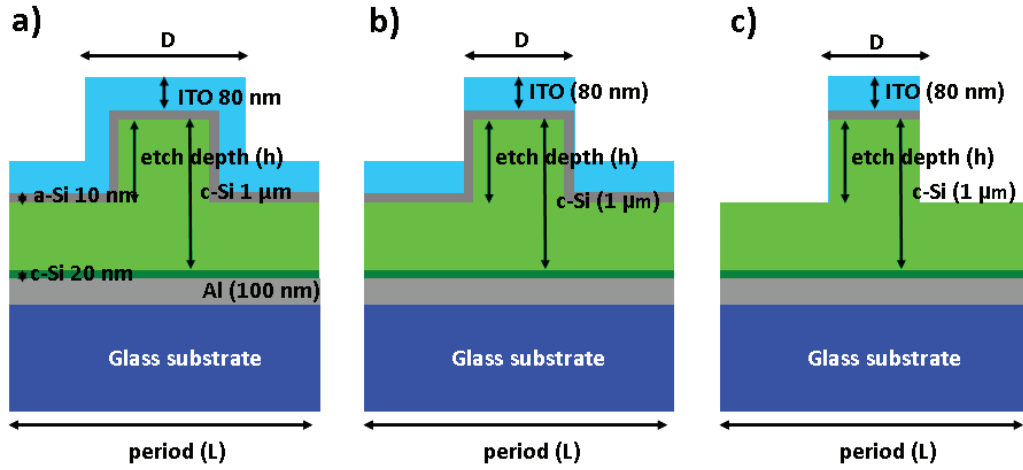 a)
D
ITO 80 nm
etch depth (h)
a-Si 10 nm
c-Si 1 µm
c-Si 20 nm
Al (100 nm)
Glass substrate
period (L)
b)
D
ITO (80 nm)
etch depth (h)
c-Si (1 µm)
Glass substrate
period (L)
c)
D
ITO (80 nm)
etch depth (h)
c-Si (1 µm)
Glass substrate
period (L)